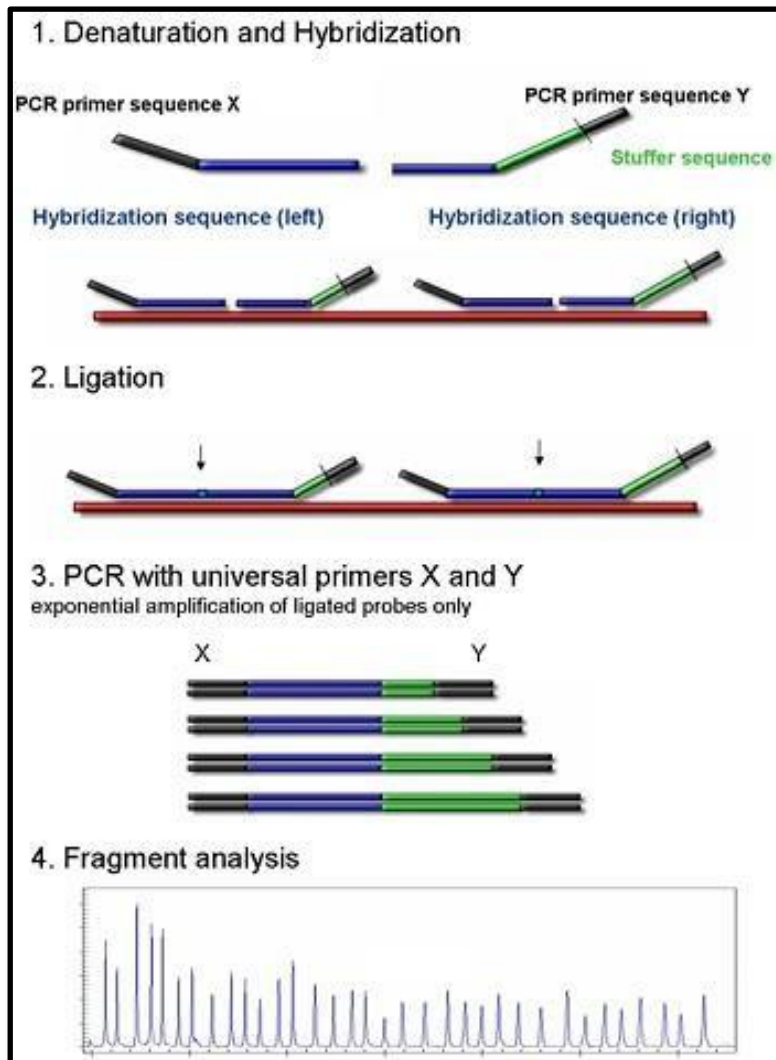 1. Denaturation and Hybridization
PCR primer sequence X
PCR primer sequence Y
Stuffer sequence
Hybridization sequence (left)
Hybridization sequence (right)
2. Ligation
3. PCR with universal primers X and Y
exponential amplification of ligated probes only
X
Y
4. Fragment analysis